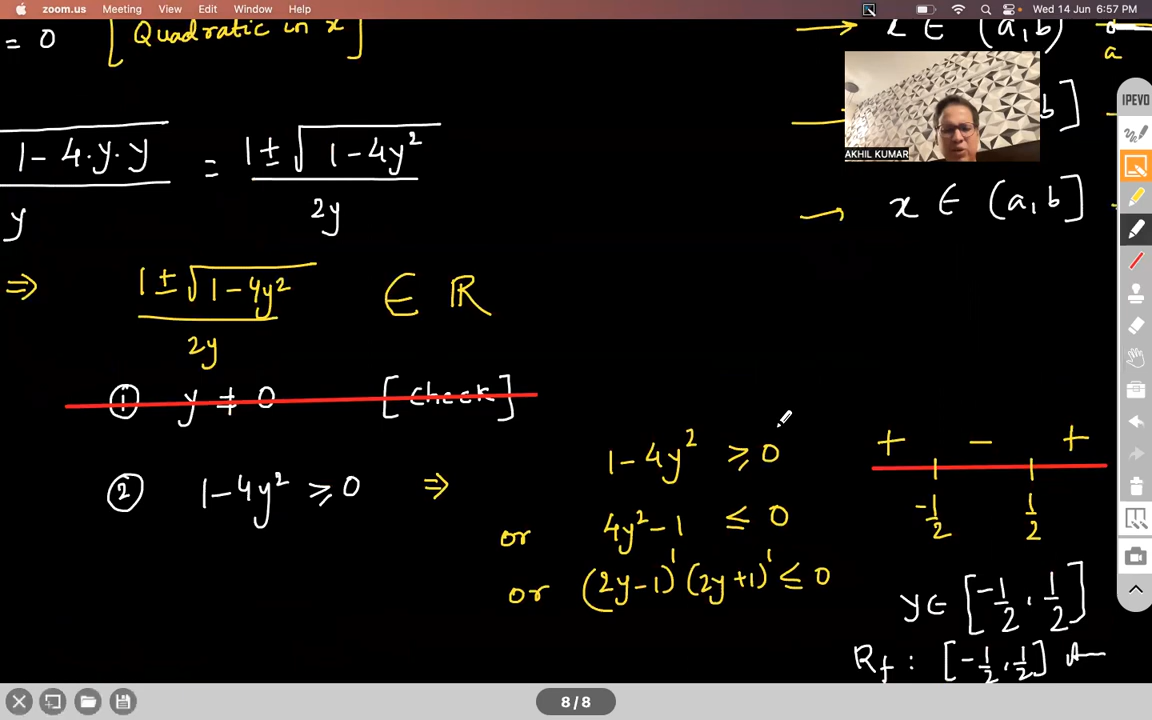 zoom.us Meeting View Edit Window Help Wed 14 Jun 6:57 PM
= 0 [Quadratic in x]
x ∈ (a,b)
a
b]
AKHIL KUMAR
IPEVO
1-4.y.y / y = 1±√1-4y² / 2y
x ∈ (a,b]
⇒ 1±√1-4y² / 2y ∈ ℝ
① y ≠ 0 [Check]
② 1-4y² ≥ 0 ⇒ 1-4y² ≥ 0
+ - +
-1/2 1/2
or 4y²-1 ≤ 0
or (2y-1)¹(2y+1)¹ ≤ 0
y∈ [-1/2, 1/2]
Rf : [-1/2, 1/2]
8 / 8